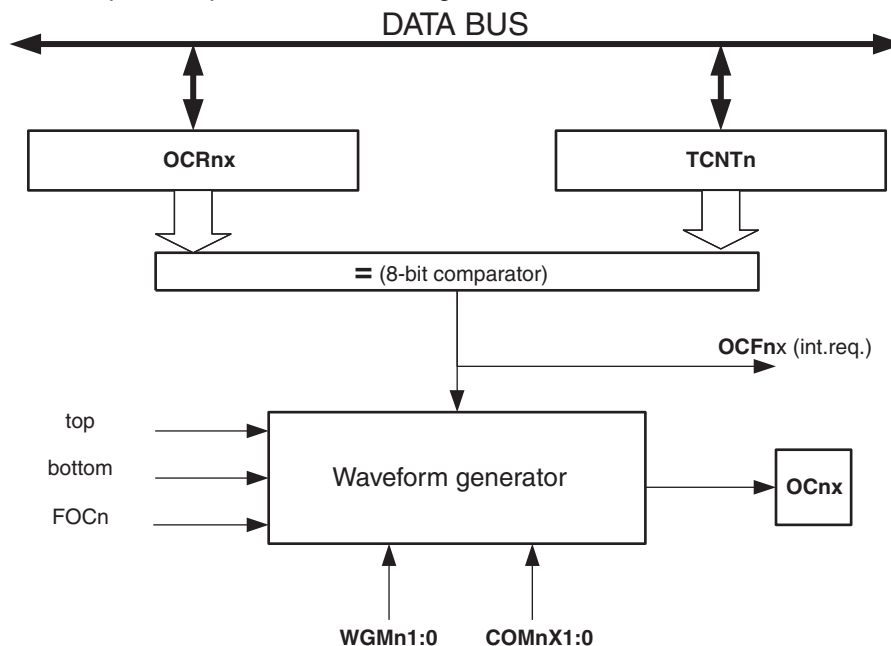 DATA BUS
OCRnx
TCNTn
= (8-bit comparator)
OCFnx (int.req.)
top
bottom
FOCn
Waveform generator
OCnx
WGMn1:0
COMnX1:0